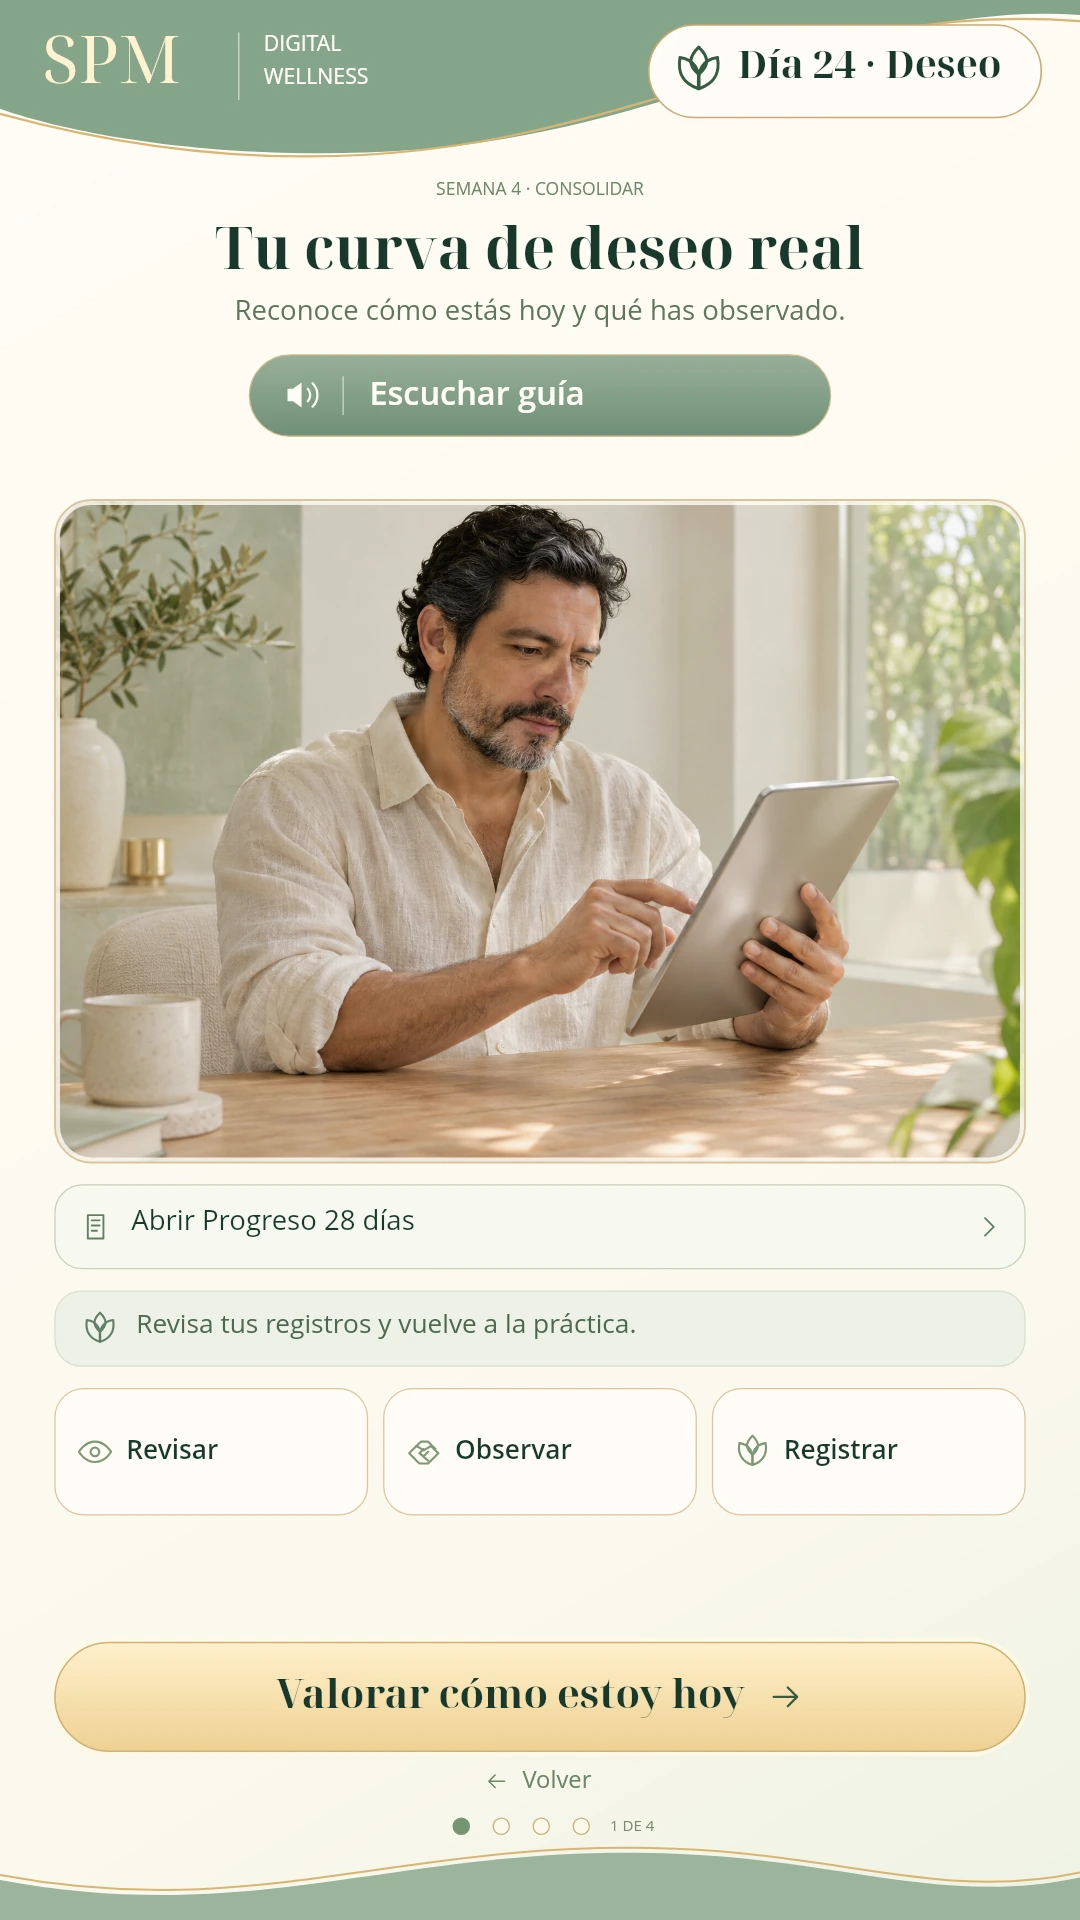 SPM
DIGITAL
WELLNESS
Día 24 · Deseo
SEMANA 4 · CONSOLIDAR
Tu curva de deseo real
Reconoce cómo estás hoy y qué has observado.
Escuchar guía
Abrir Progreso 28 días
Revisa tus registros y vuelve a la práctica.
Revisar
Observar
Registrar
Valorar cómo estoy hoy →
← Volver
1 DE 4